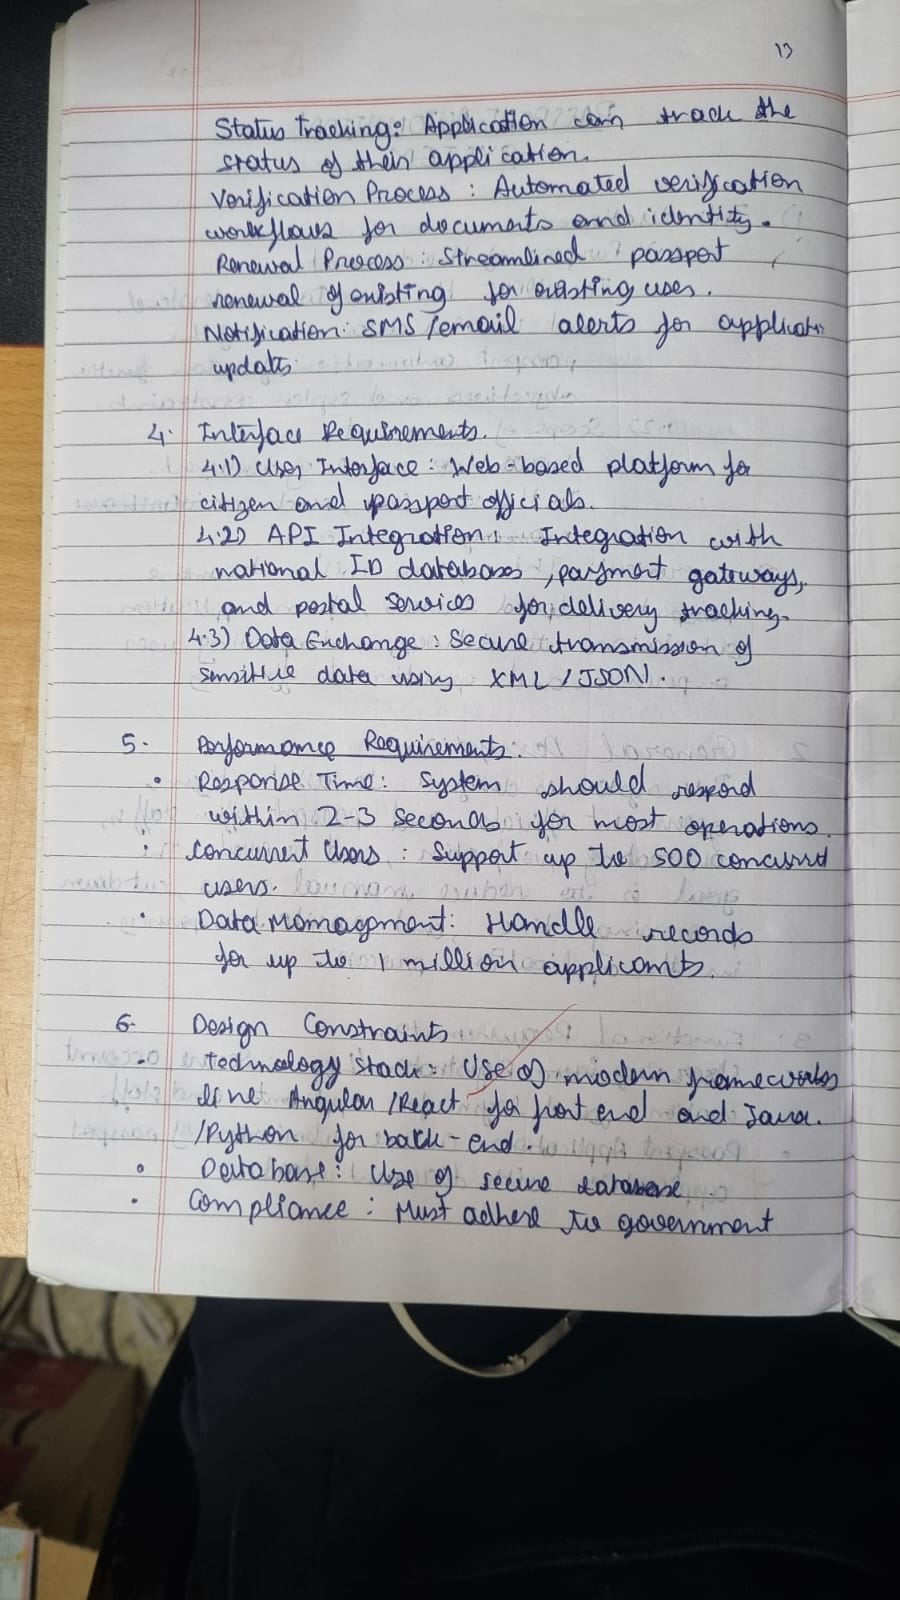 13
Status Tracking: Application can track the
status of their application.
Verification Process: Automated verification
workflows for documents and identity.
Renewal Process: Streamlined passport
renewal of existing for existing uses.
Notification: SMS/email alerts for applicati
updats
4. Interface Requirements.
4.1) User Interface: Web-based platform for
citizen and passport officials.
4.2) API Integration: Integration with
national ID databases, payment gateways,
and postal services for delivery tracking.
4.3) Data Exchange: Secure transmission of
sensitive data using XML/JSON.
5. Performance Requirements:
• Response Time: System should respond
within 2-3 seconds for most operations.
• Concurrent Users: Support up to 500
users.
• Data Managment: Handle records
for up to 1 million applicants.
6. Design Constraints
• Technology stack: Use of modern frameworks
Angular/React for front end and Java.
/Python for back-end.
• Database: Use of secure database
• Compliance: Must adhere to government